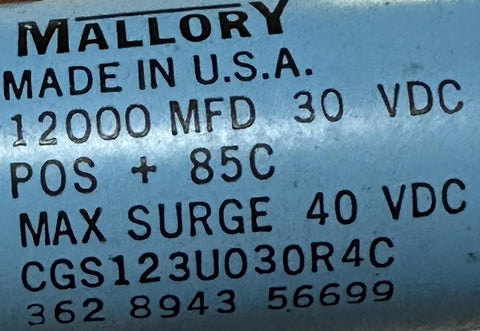 MALLORY
MADE IN U.S.A.
12000 MFD 30 VDC
POS + 85C
MAX SURGE 40 VDC
CGS123U030R4C
362 8943 56699